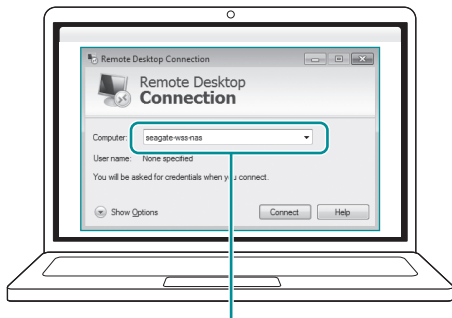 Remote Desktop Connection
Remote Desktop
Connection
Computer: seagate-wss-nas
User name: None specified
You will be asked for credentials when you connect.
Show Options Connect Help